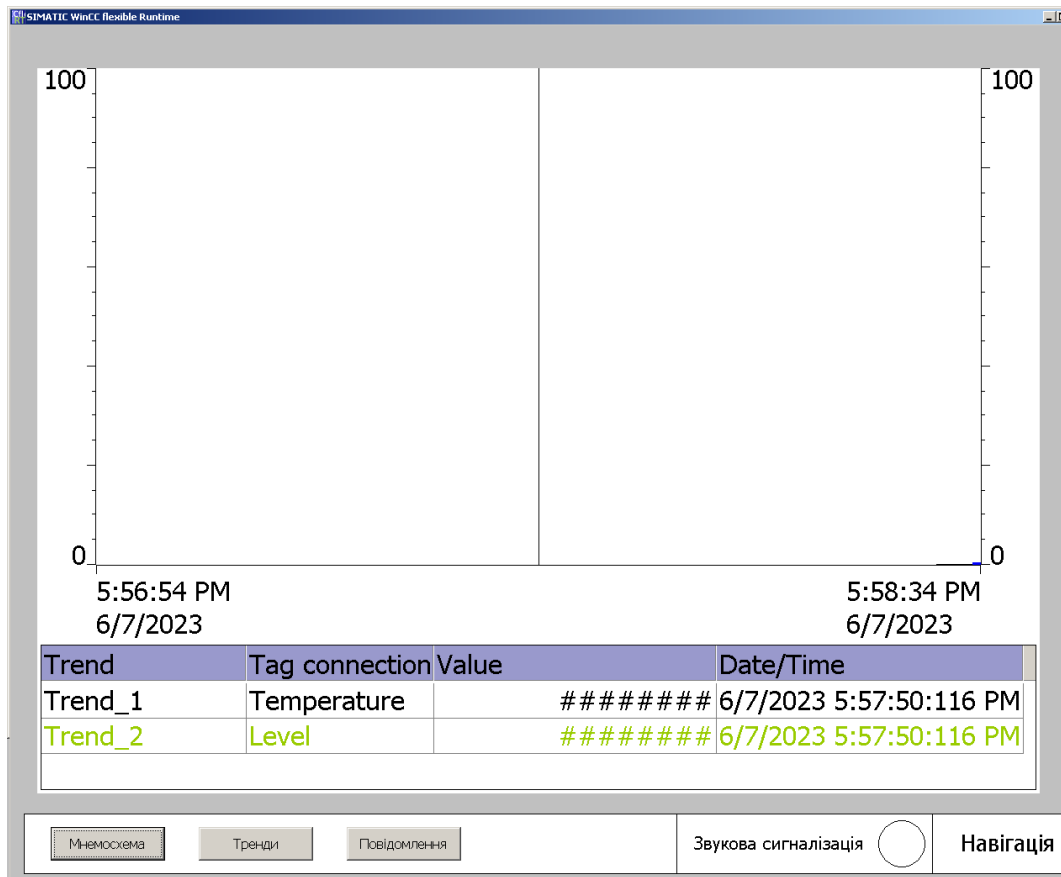 SIMATIC WinCC flexible Runtime
100 100
0 0
5:56:54 PM 5:58:34 PM
6/7/2023 6/7/2023
Trend Tag connection Value Date/Time
Trend_1 Temperature ######## 6/7/2023 5:57:50:116 PM
Trend_2 Level ######## 6/7/2023 5:57:50:116 PM
Мнемосхема Тренди Повідомлення Звукова сигналізація Навігація